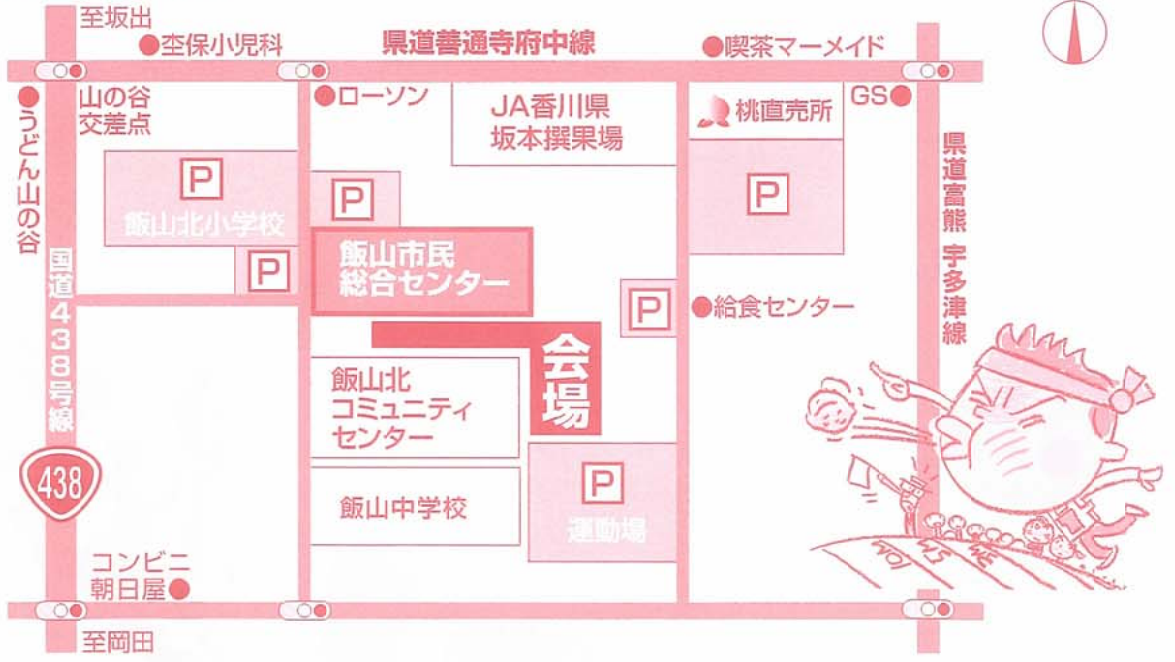 至坂出
●杢保小児科
県道善通寺府中線
●喫茶マーメイド
山の谷
交差点
●うどん山の谷
●ローソン
JA香川県
坂本撰果場
桃直売所
GS●
県道富熊 宇多津線
P
飯山北小学校
P
P
P
飯山市民
総合センター
国道438号線
P
●給食センター
会場
飯山北
コミュニティ
センター
438
飯山中学校
P
運動場
10M
5M
コンビニ
朝日屋●
至岡田